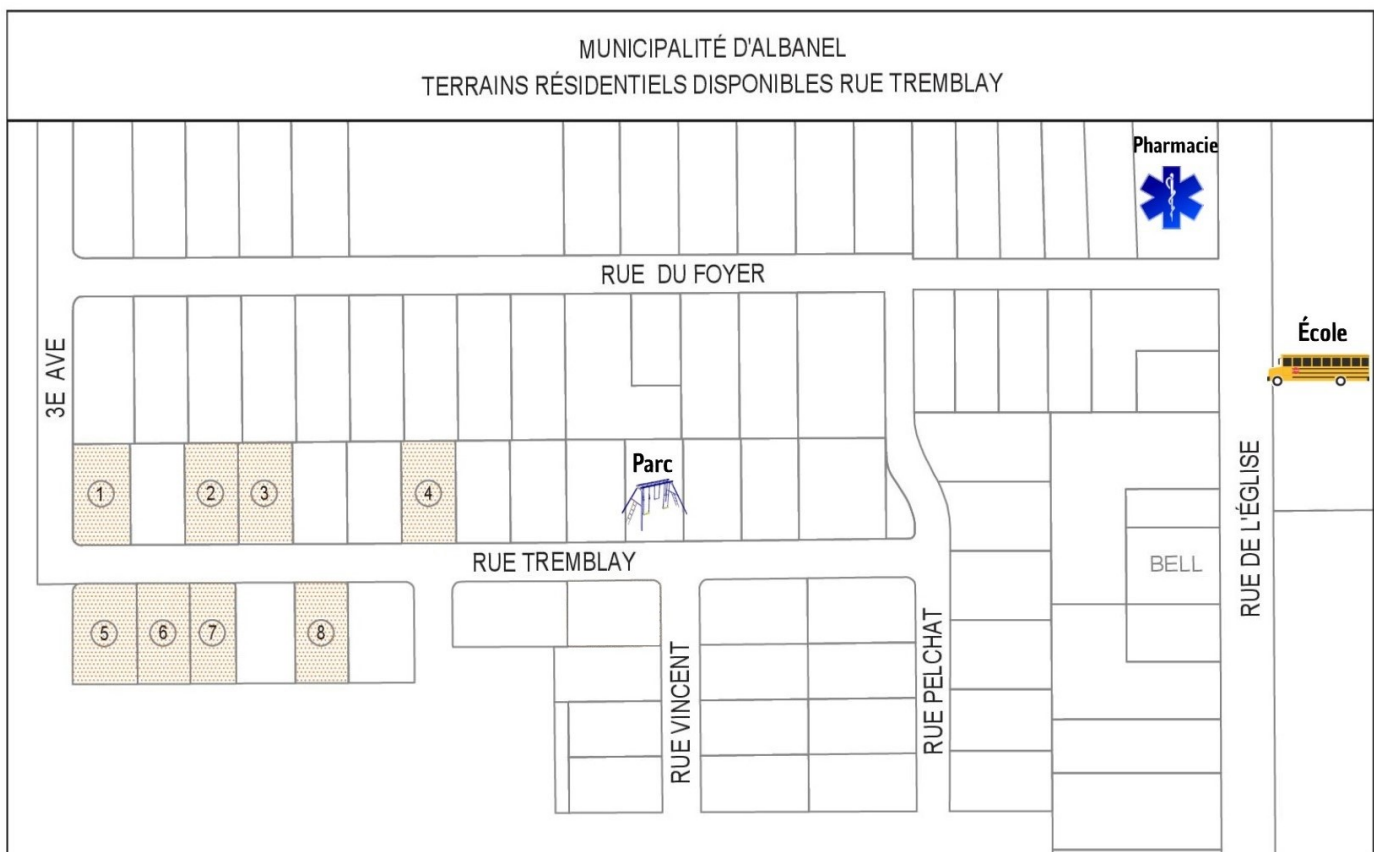 MUNICIPALITÉ D'ALBANEL
TERRAINS RÉSIDENTIELS DISPONIBLES RUE TREMBLAY
Pharmacie
RUE DU FOYER
École
3E AVE
Parc
1
2
3
4
RUE TREMBLAY
RUE DE L'ÉGLISE
BELL
5
6
7
8
RUE VINCENT
RUE PELCHAT